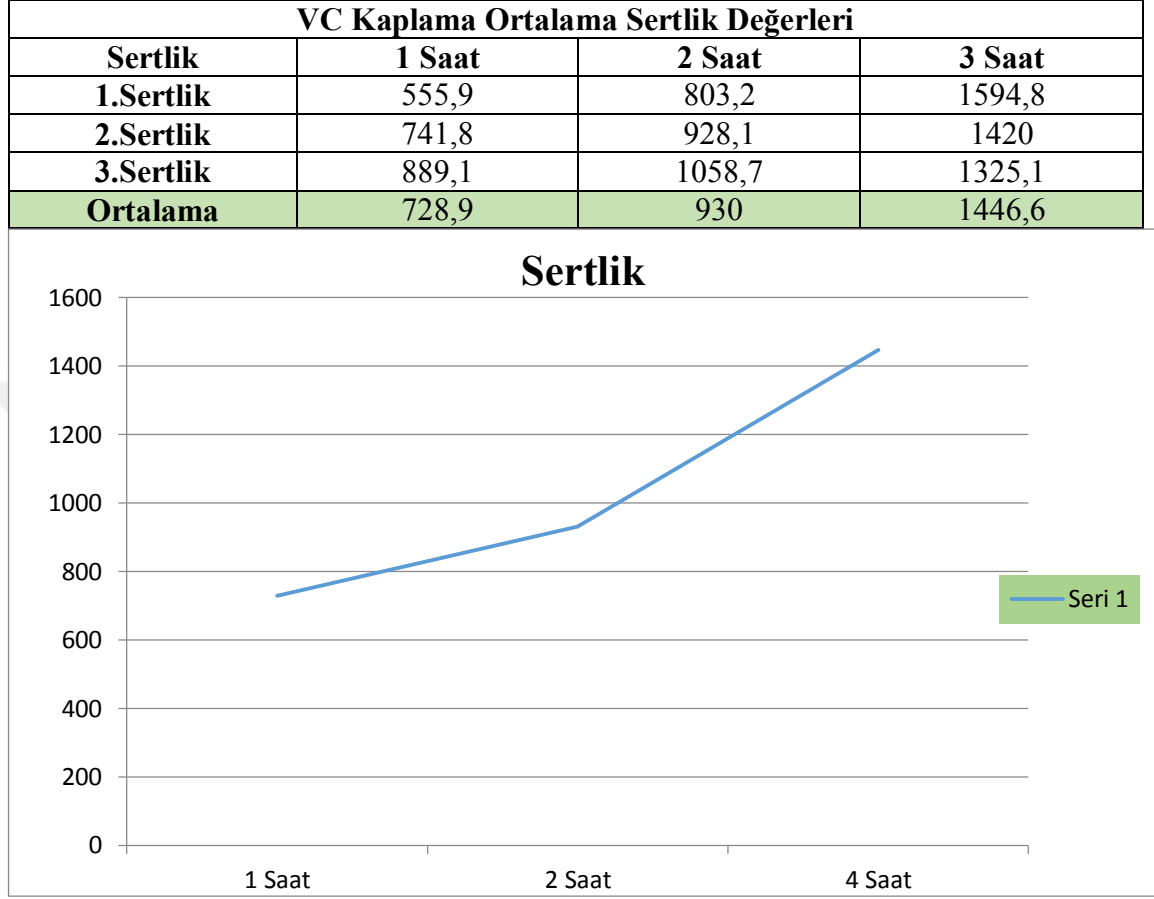 VC Kaplama Ortalama Sertlik Değerleri
Sertlik 1 Saat 2 Saat 3 Saat
1.Sertlik 555,9 803,2 1594,8
2.Sertlik 741,8 928,1 1420
3.Sertlik 889,1 1058,7 1325,1
Ortalama 728,9 930 1446,6
Sertlik
1600
1400
1200
1000
800
600
400
200
0
1 Saat 2 Saat 4 Saat
Seri 1